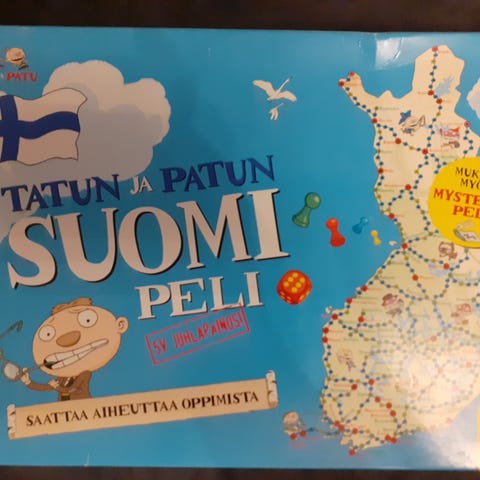 PATU
TATUN JA PATUN
SUOMI
PELI
5V JUHLAPAINOS!
SAATTAA AIHEUTTAA OPPIMISTA